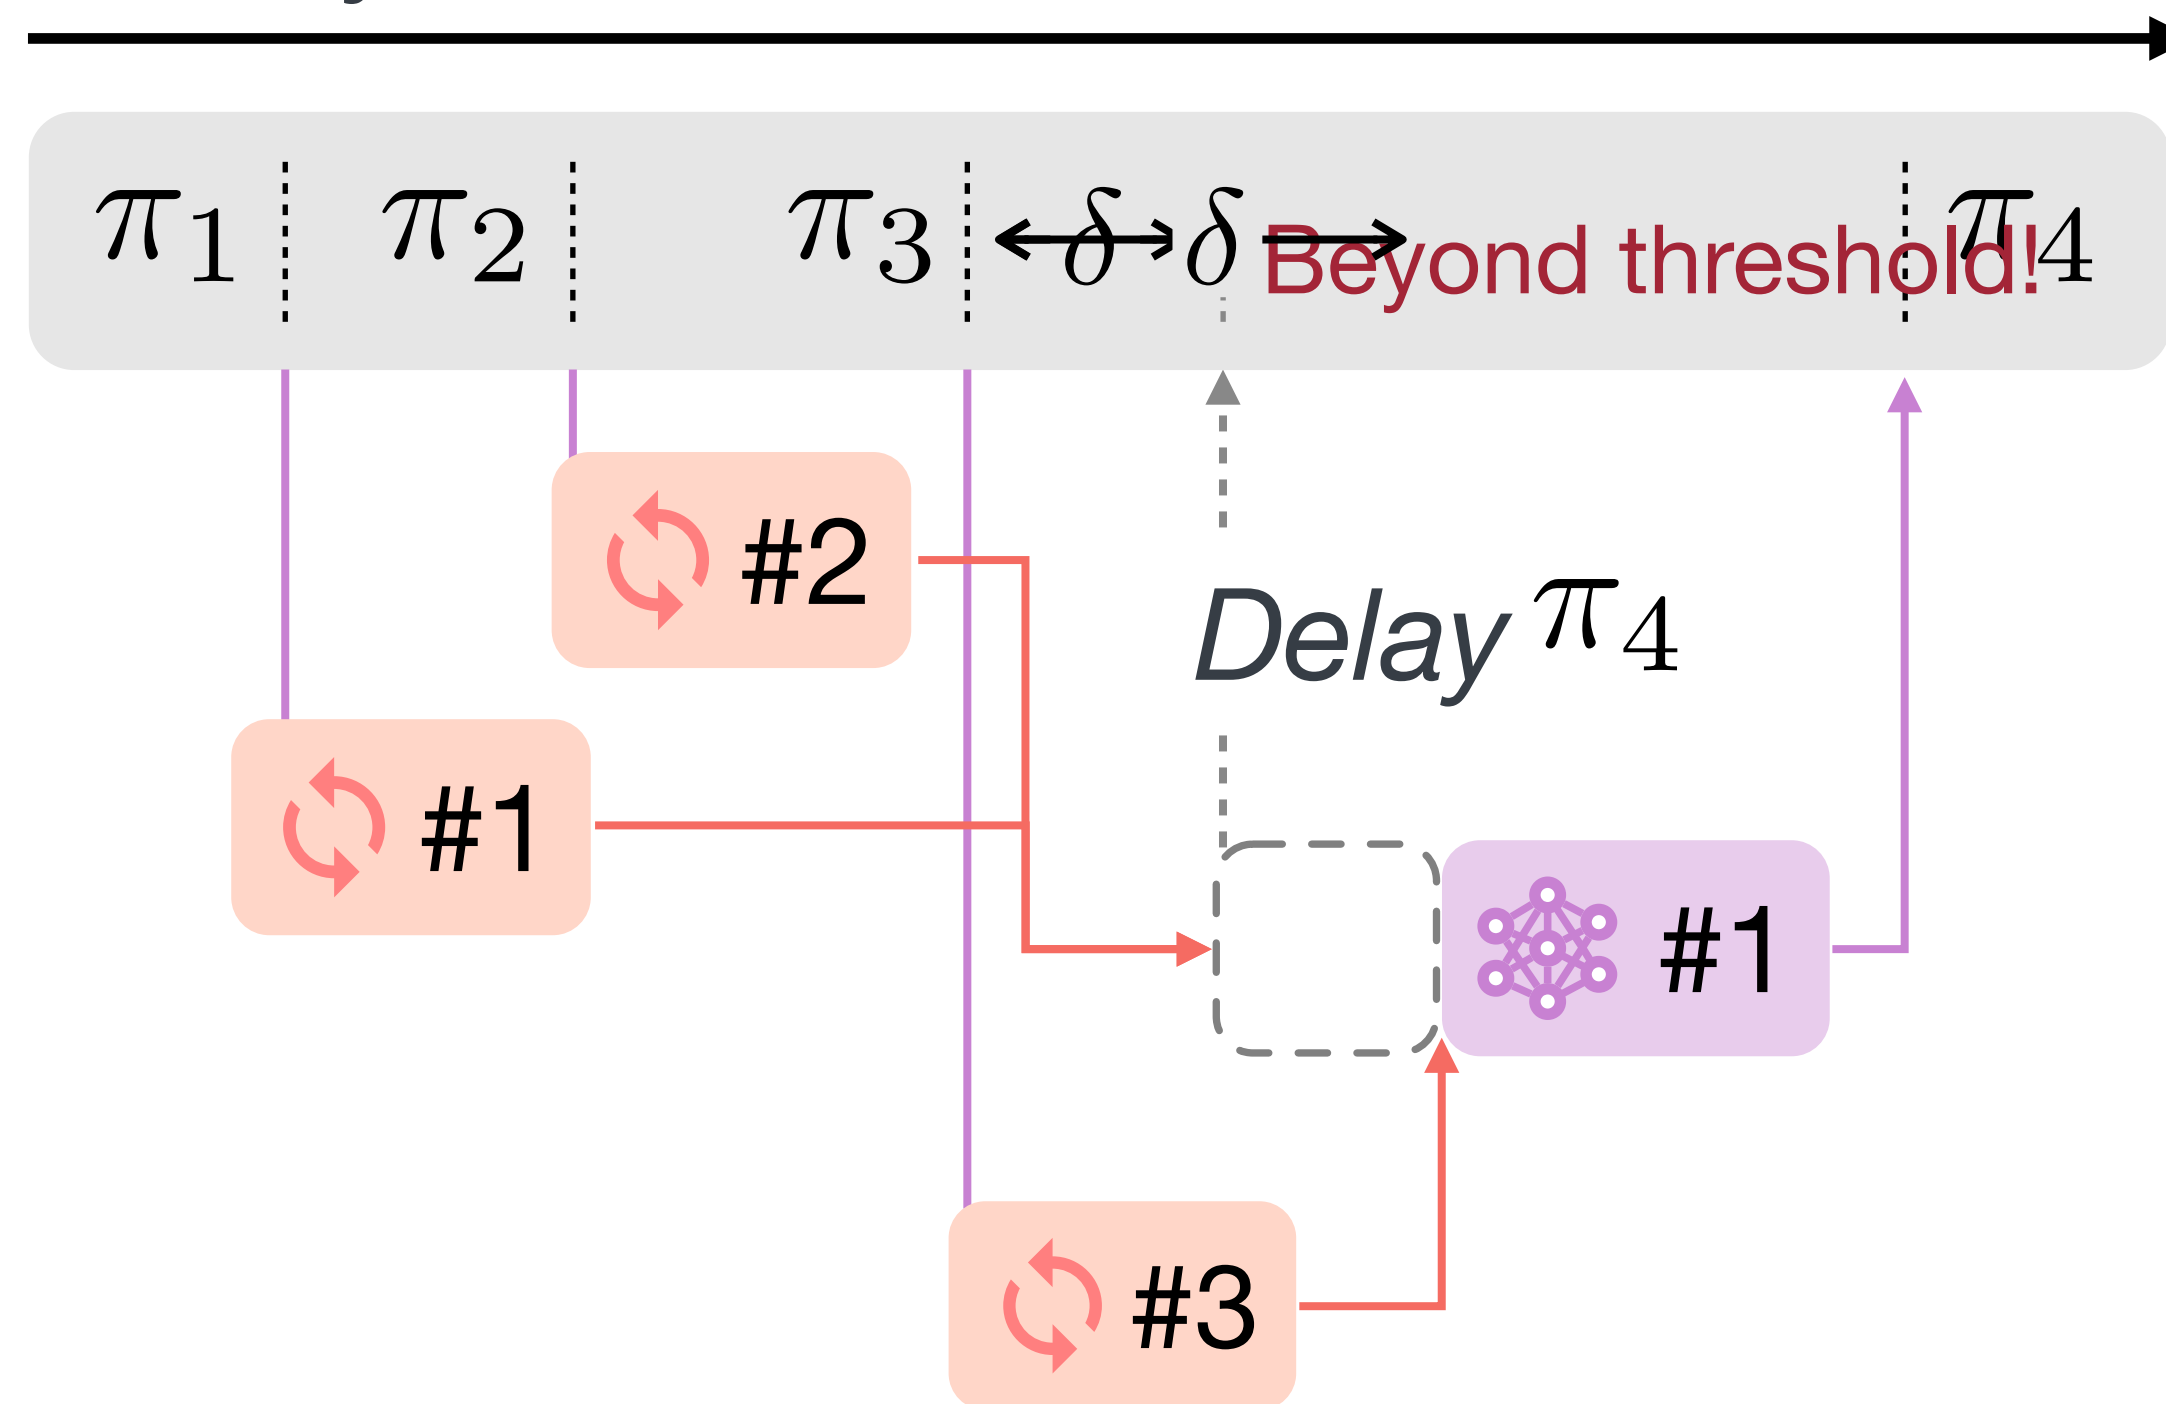 π₁ π₂ π₃ δ δ Beyond threshold! π₄
#2
Delay π₄
#1
#1
#3